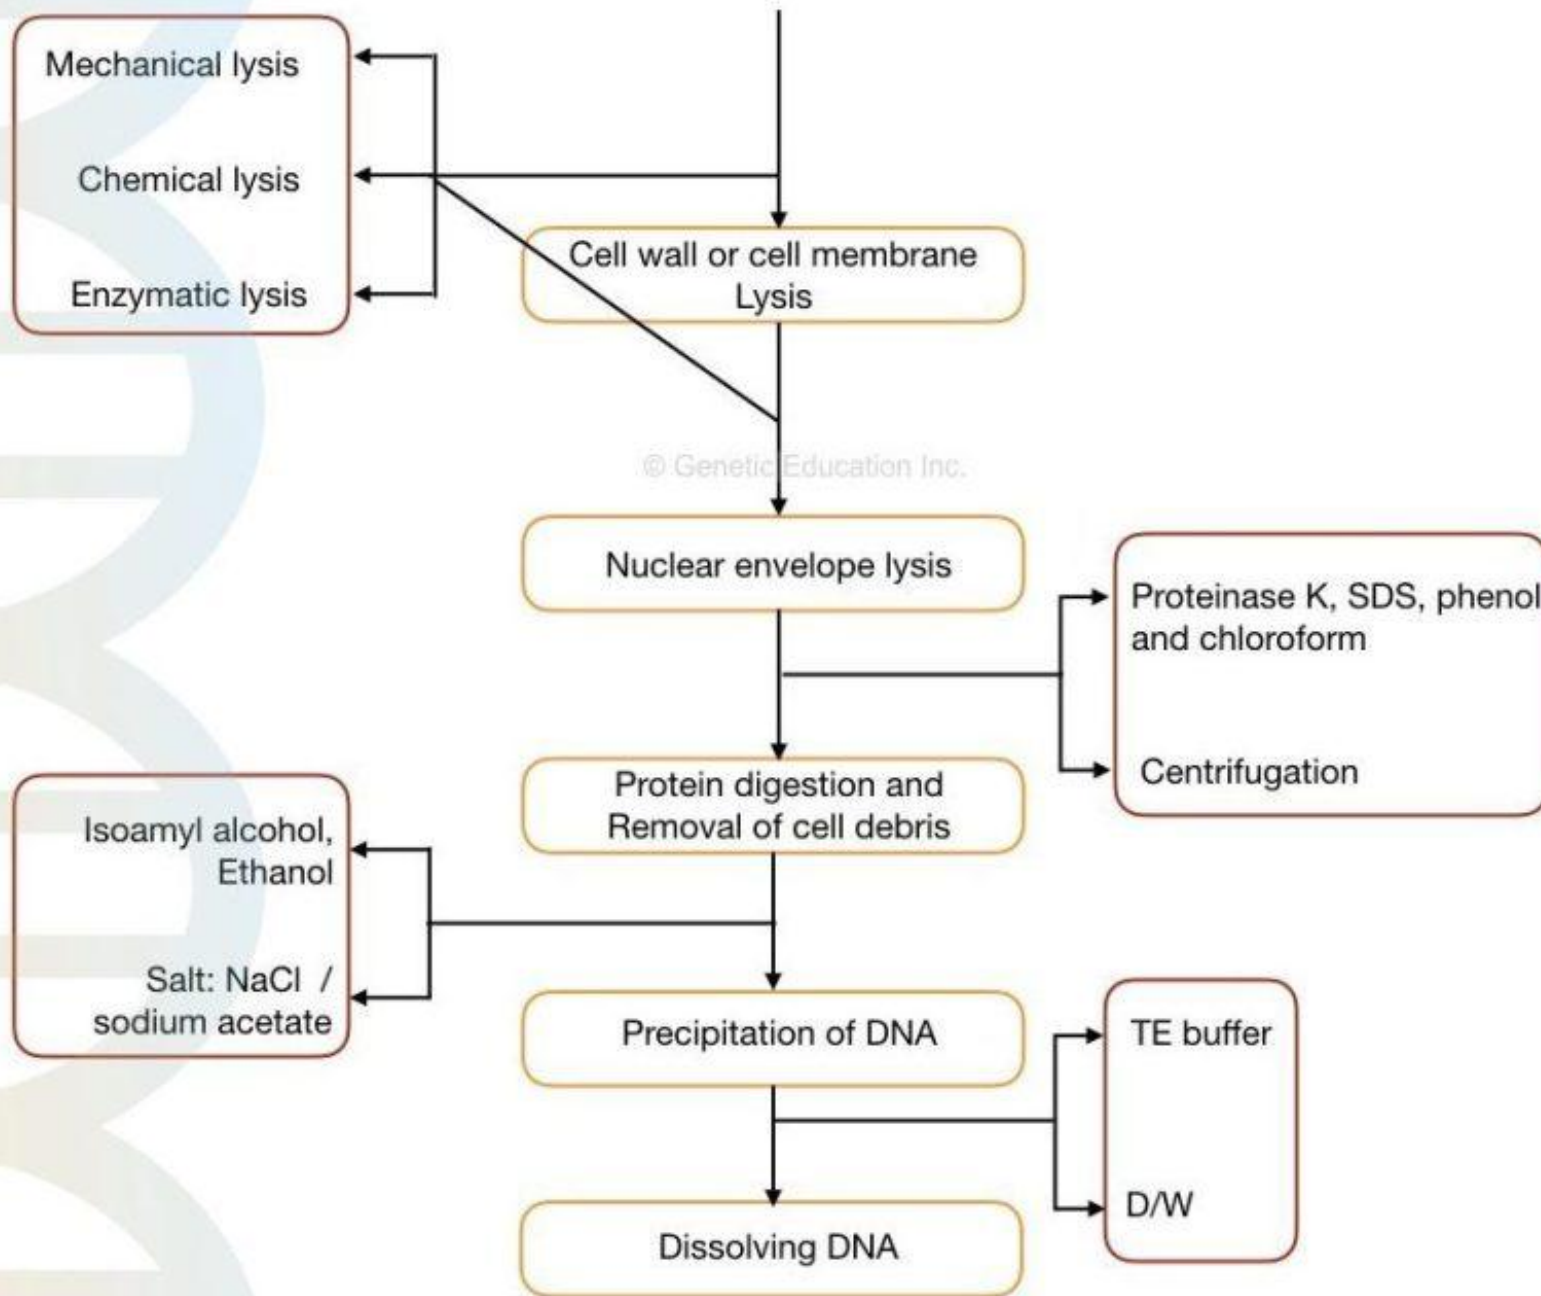 Mechanical lysis
Chemical lysis
Enzymatic lysis
Cell wall or cell membrane
Lysis
© Genetic Education Inc.
Nuclear envelope lysis
Proteinase K, SDS, phenol
and chloroform
Centrifugation
Protein digestion and
Removal of cell debris
Isoamyl alcohol,
Ethanol
Salt: NaCl /
sodium acetate
Precipitation of DNA
TE buffer
D/W
Dissolving DNA